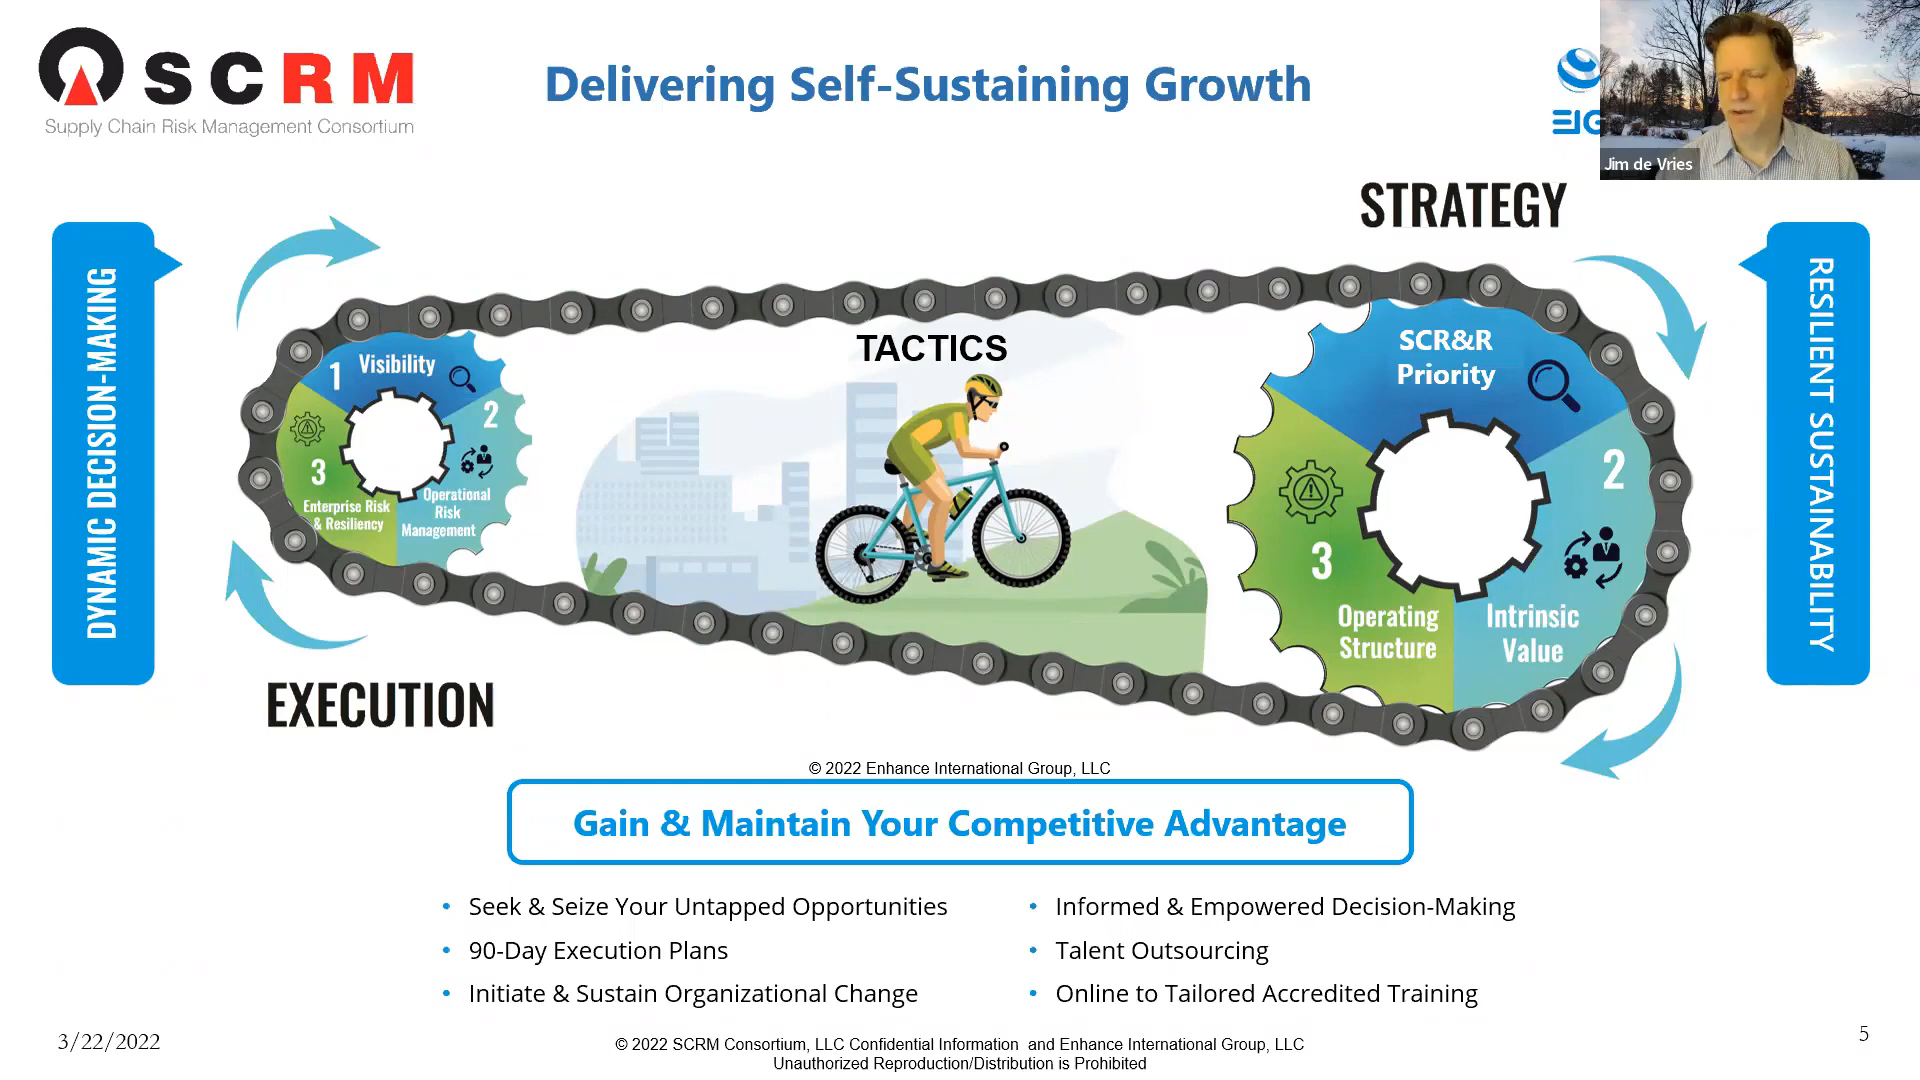 SCRM
Supply Chain Risk Management Consortium
Delivering Self-Sustaining Growth
EIG
Jim de Vries
STRATEGY
DYNAMIC DECISION-MAKING
RESILIENT SUSTAINABILITY
TACTICS
1
Visibility
2
Operational
Risk
Management
3
Enterprise Risk
& Resiliency
SCR&R
Priority
2
Intrinsic
Value
3
Operating
Structure
EXECUTION
© 2022 Enhance International Group, LLC
Gain & Maintain Your Competitive Advantage
• Seek & Seize Your Untapped Opportunities
• 90-Day Execution Plans
• Initiate & Sustain Organizational Change
• Informed & Empowered Decision-Making
• Talent Outsourcing
• Online to Tailored Accredited Training
3/22/2022
© 2022 SCRM Consortium, LLC Confidential Information and Enhance International Group, LLC
Unauthorized Reproduction/Distribution is Prohibited
5